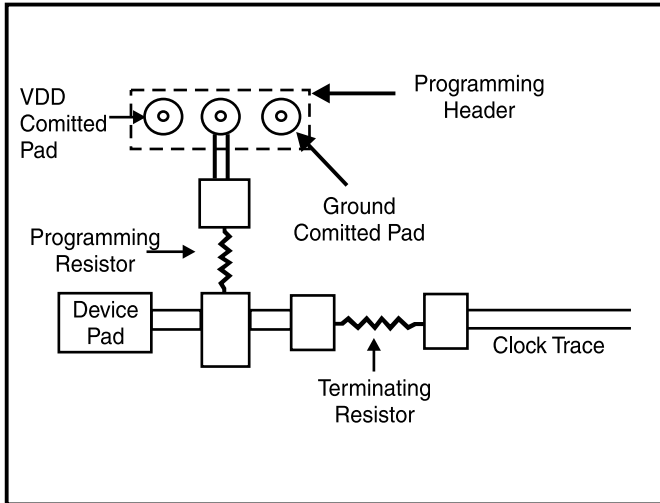 VDD
Comitted
Pad
Programming
Header
Ground
Comitted Pad
Programming
Resistor
Device
Pad
Clock Trace
Terminating
Resistor